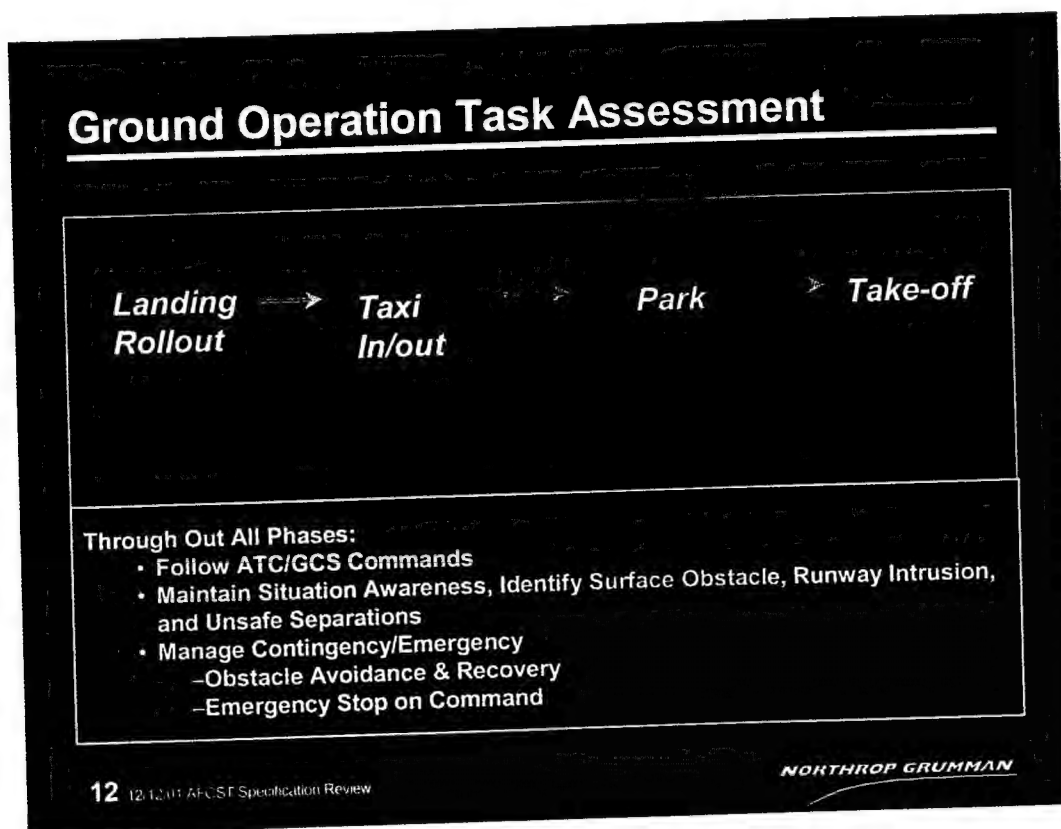 Ground Operation Task Assessment
Landing
Rollout
Taxi
In/out
Park
Take-off
Through Out All Phases:
• Follow ATC/GCS Commands
• Maintain Situation Awareness, Identify Surface Obstacle, Runway Intrusion,
and Unsafe Separations
• Manage Contingency/Emergency
–Obstacle Avoidance & Recovery
–Emergency Stop on Command
12 Specification Review
NORTHROP GRUMMAN